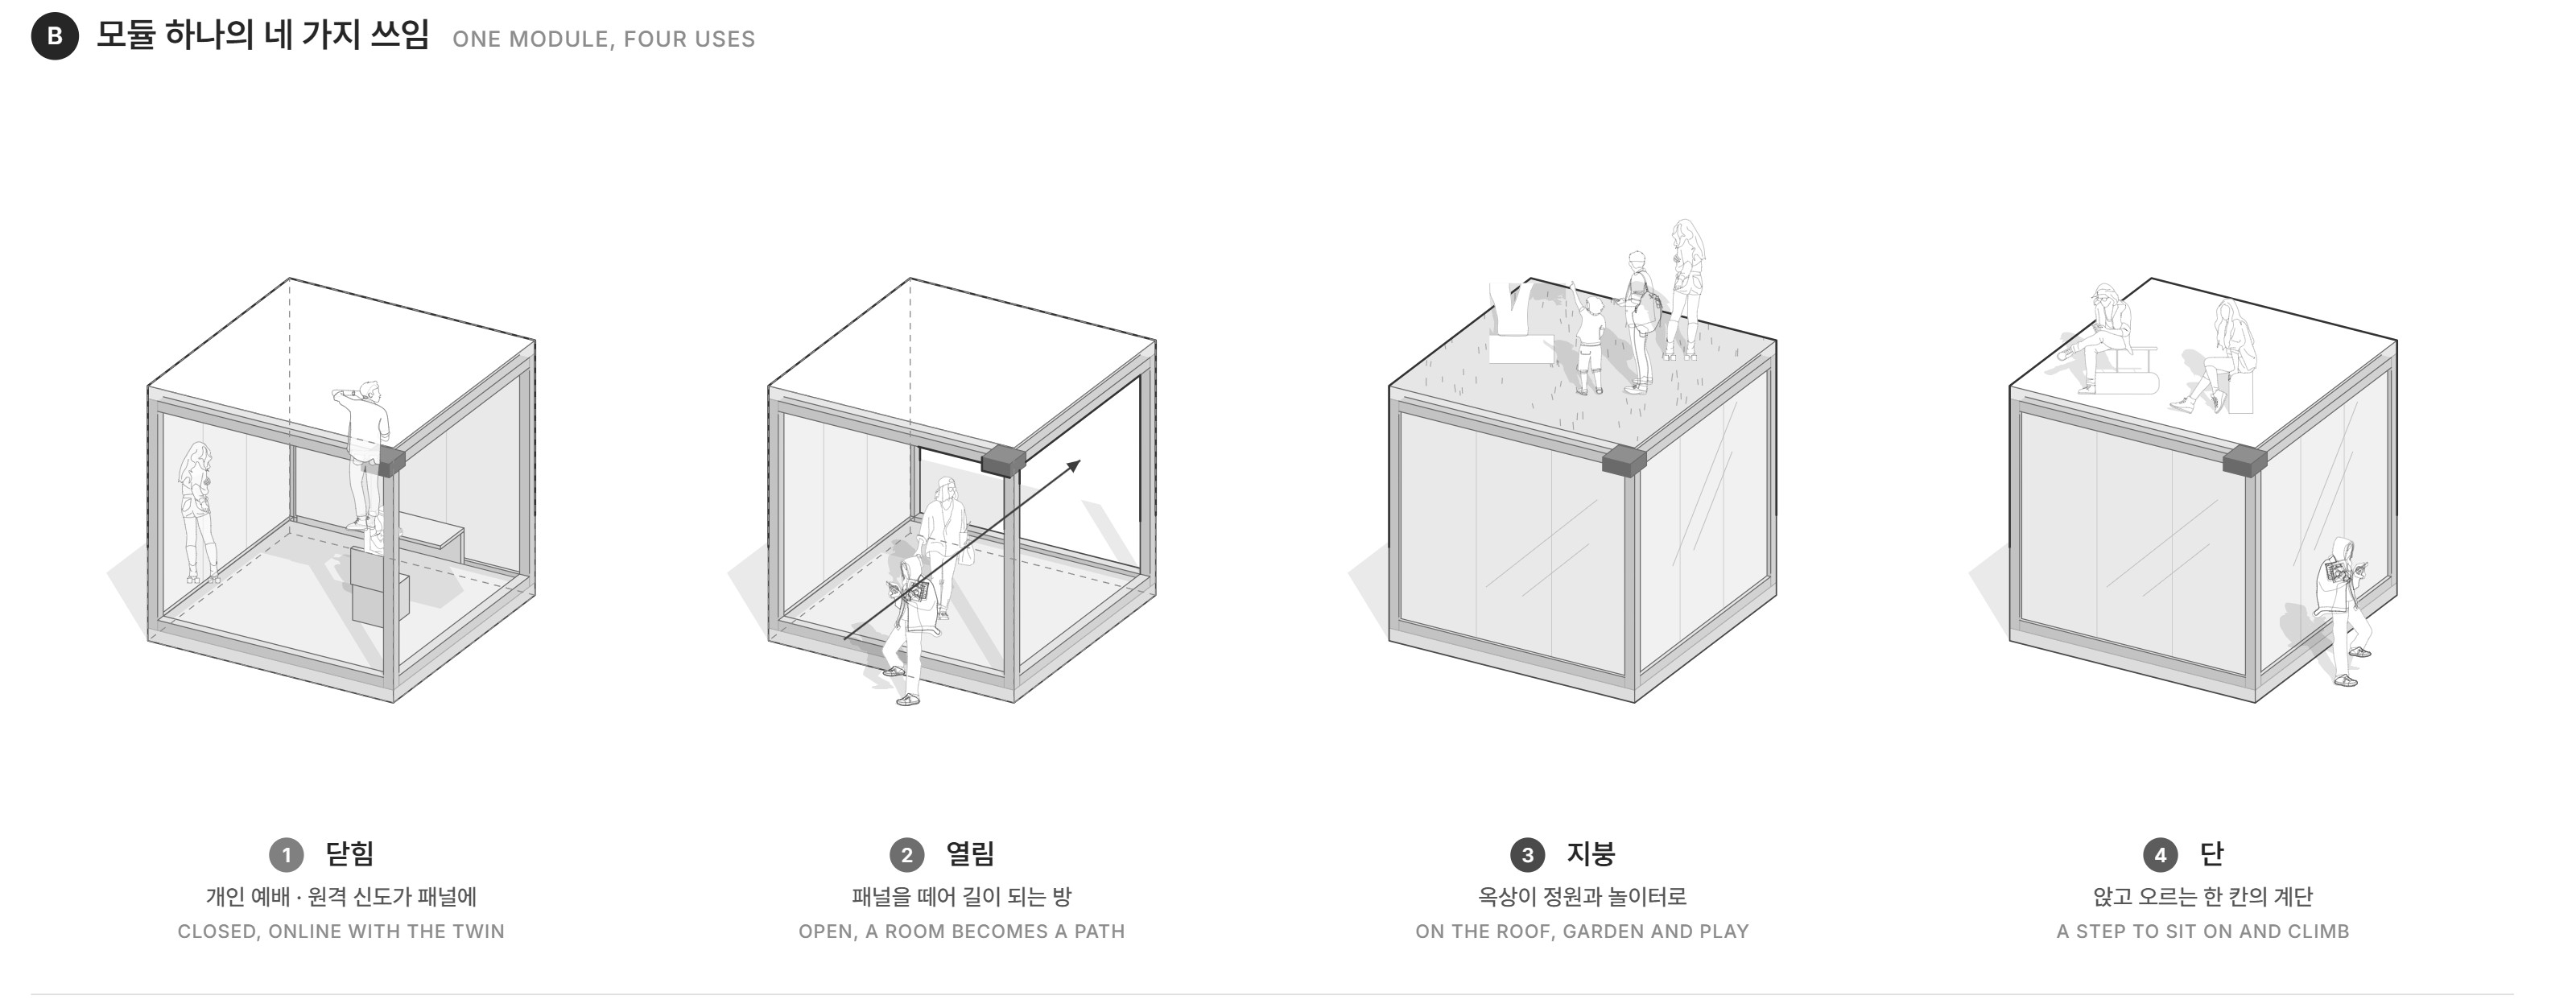 B 모듈 하나의 네 가지 쓰임 ONE MODULE, FOUR USES
1 닫힘
개인 예배 · 원격 신도가 패널에
CLOSED, ONLINE WITH THE TWIN
2 열림
패널을 떼어 길이 되는 방
OPEN, A ROOM BECOMES A PATH
3 지붕
옥상이 정원과 놀이터로
ON THE ROOF, GARDEN AND PLAY
4 단
앉고 오르는 한 칸의 계단
A STEP TO SIT ON AND CLIMB